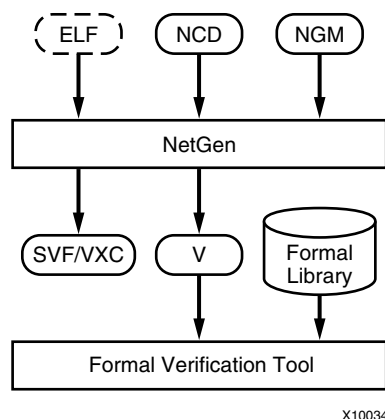 ELF
NCD
NGM
NetGen
SVF/VXC
V
Formal
Library
Formal Verification Tool
X10034